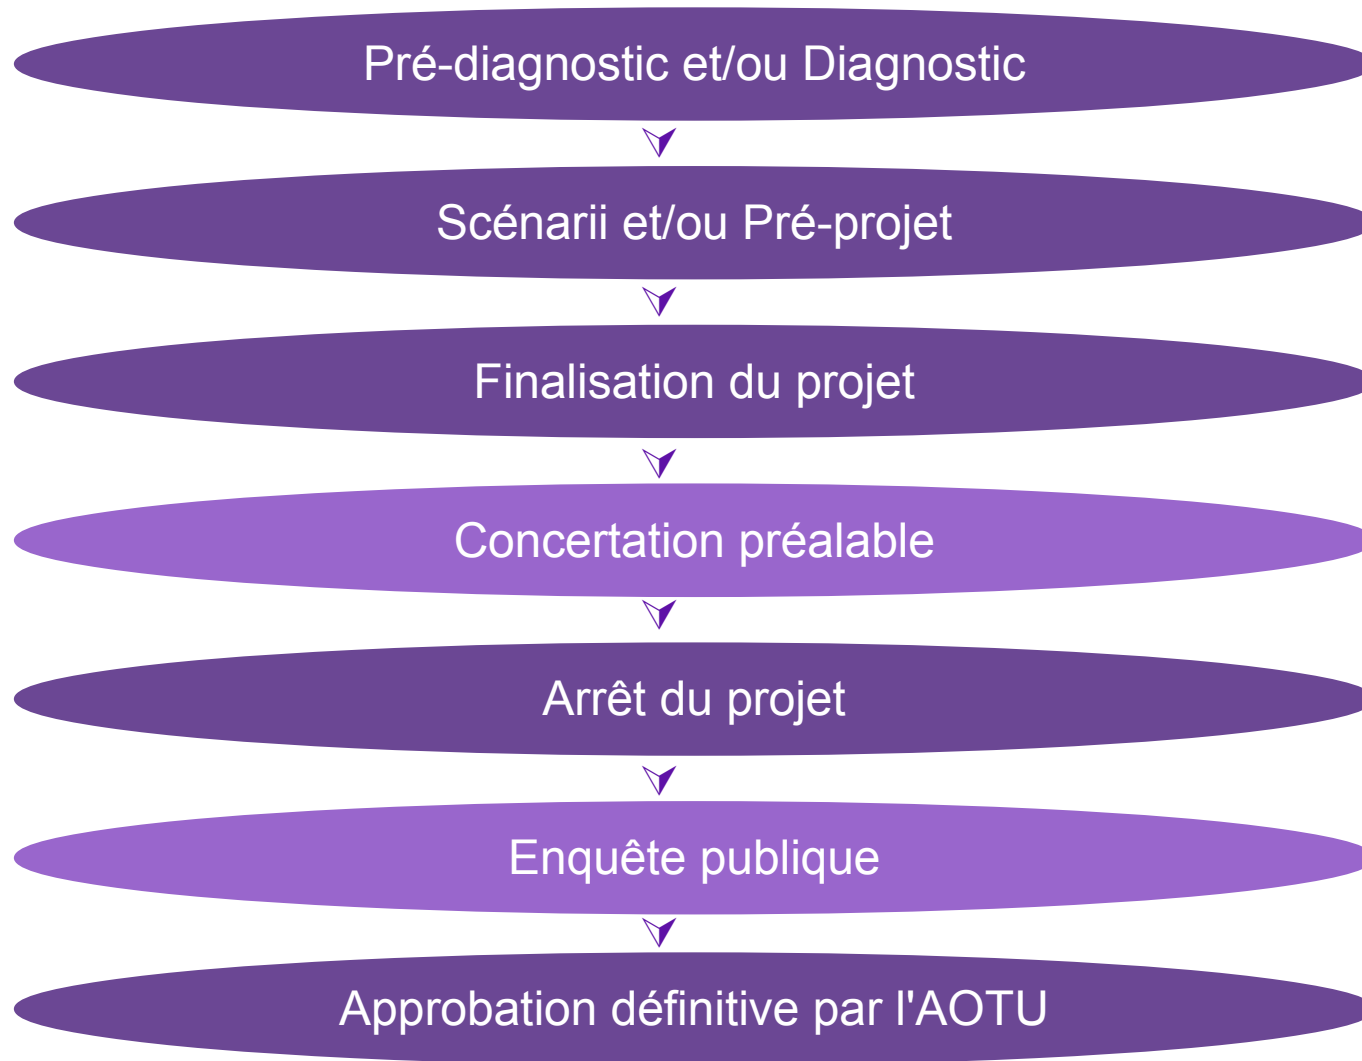 Pré-diagnostic et/ou Diagnostic
Scénarii et/ou Pré-projet
Finalisation du projet
Concertation préalable
Arrêt du projet
Enquête publique
Approbation définitive par l'AOTU